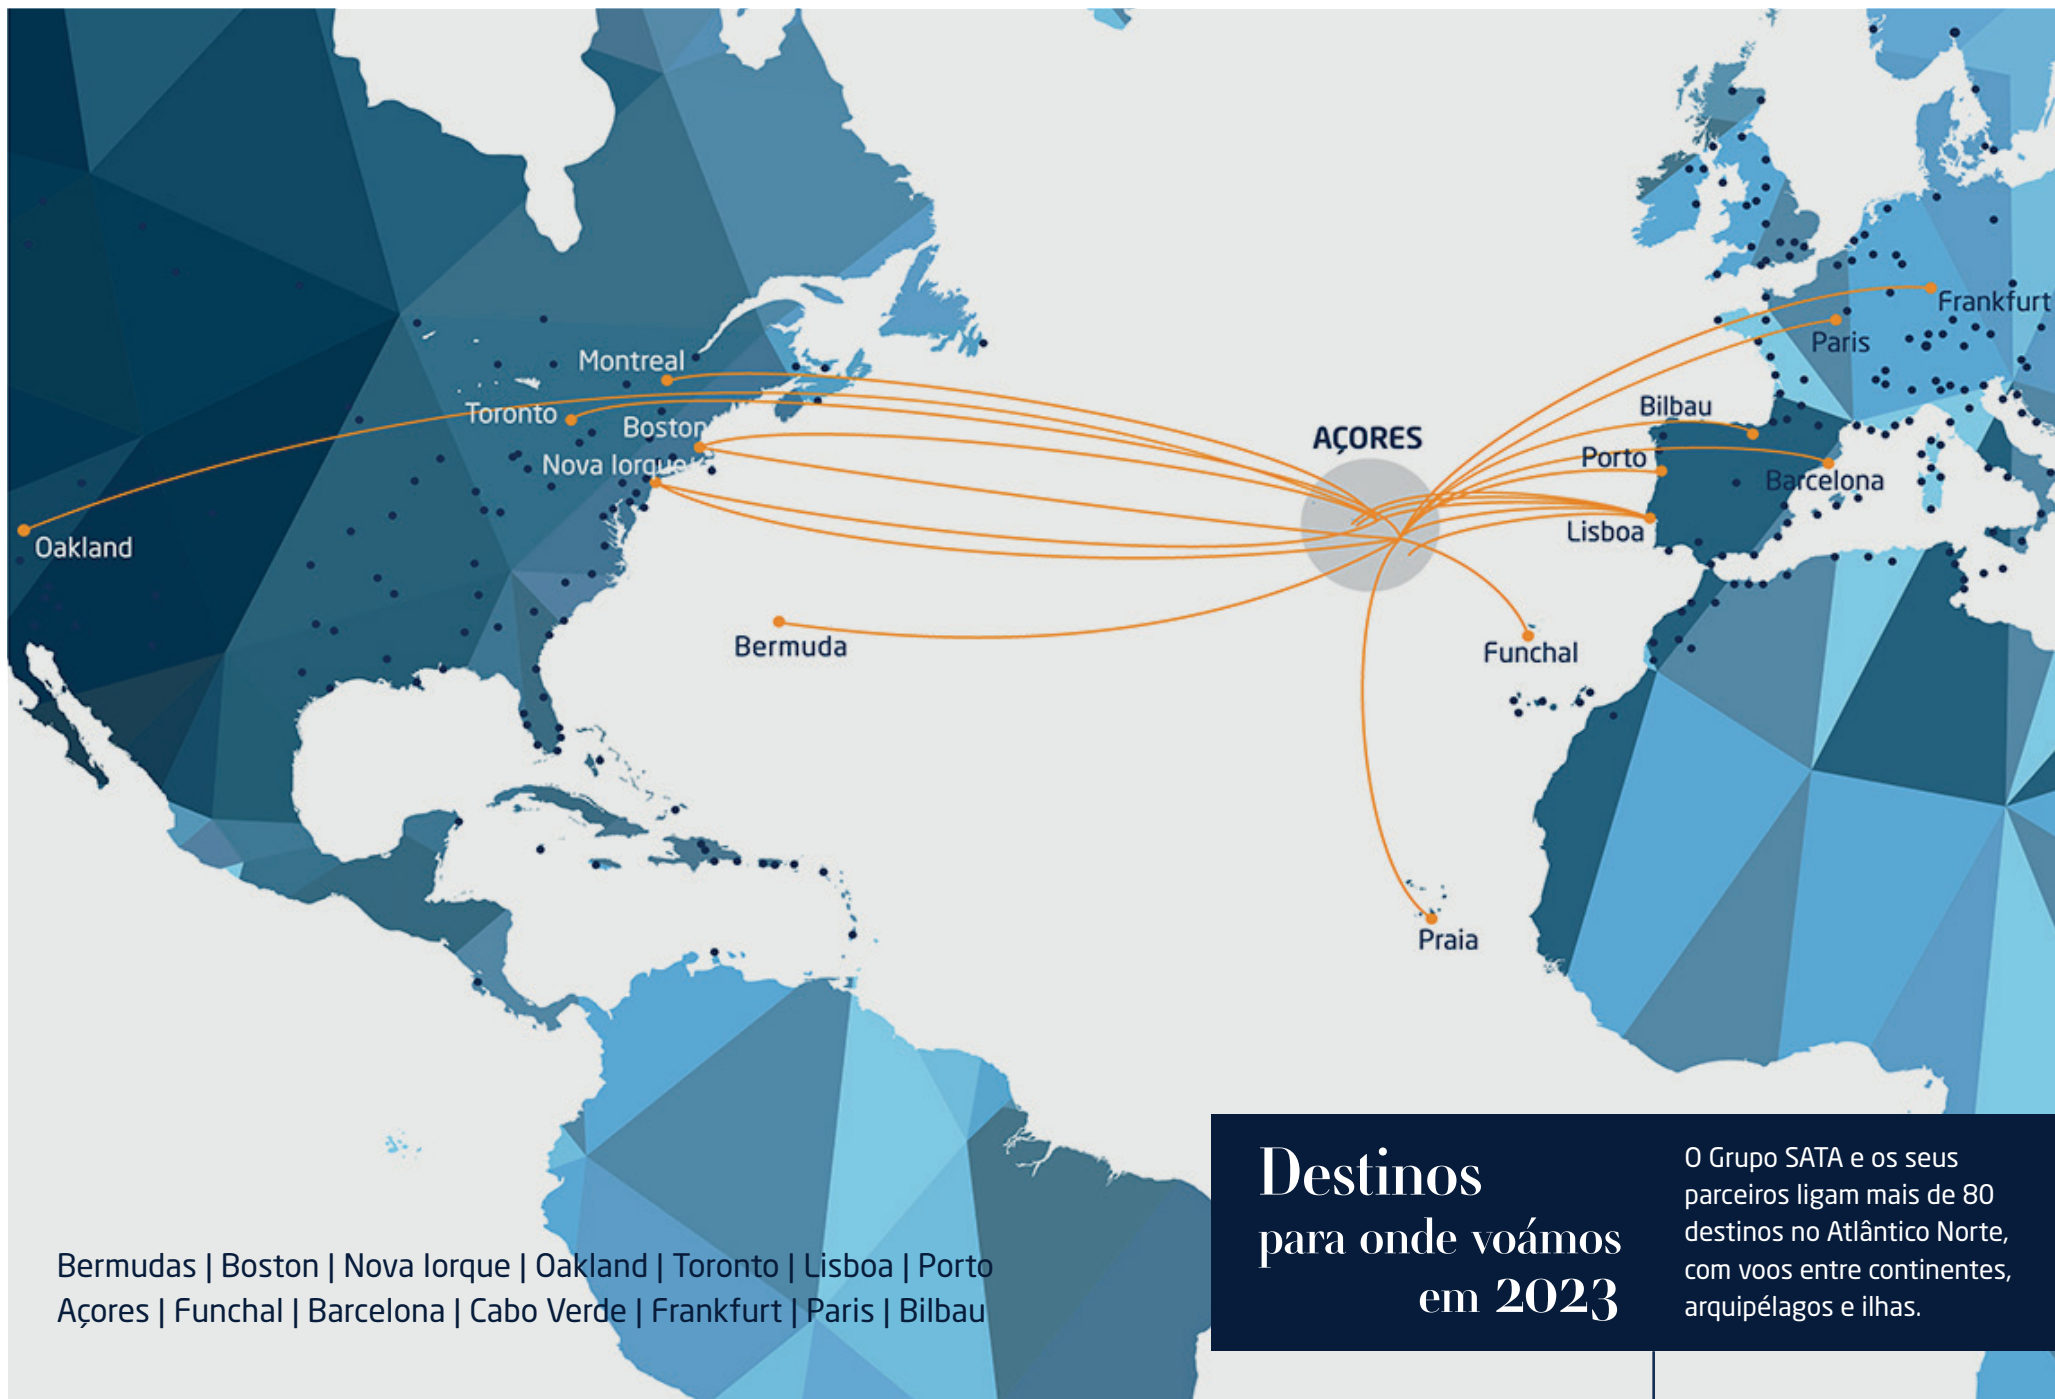 Montreal
Toronto
Boston
Nova Iorque
Oakland
Bermuda
AÇORES
Frankfurt
Paris
Bilbau
Porto
Barcelona
Lisboa
Funchal
Praia
Bermudas | Boston | Nova Iorque | Oakland | Toronto | Lisboa | Porto
Açores | Funchal | Barcelona | Cabo Verde | Frankfurt | Paris | Bilbau
Destinos
para onde voámos
em 2023
O Grupo SATA e os seus
parceiros ligam mais de 80
destinos no Atlântico Norte,
com voos entre continentes,
arquipélagos e ilhas.